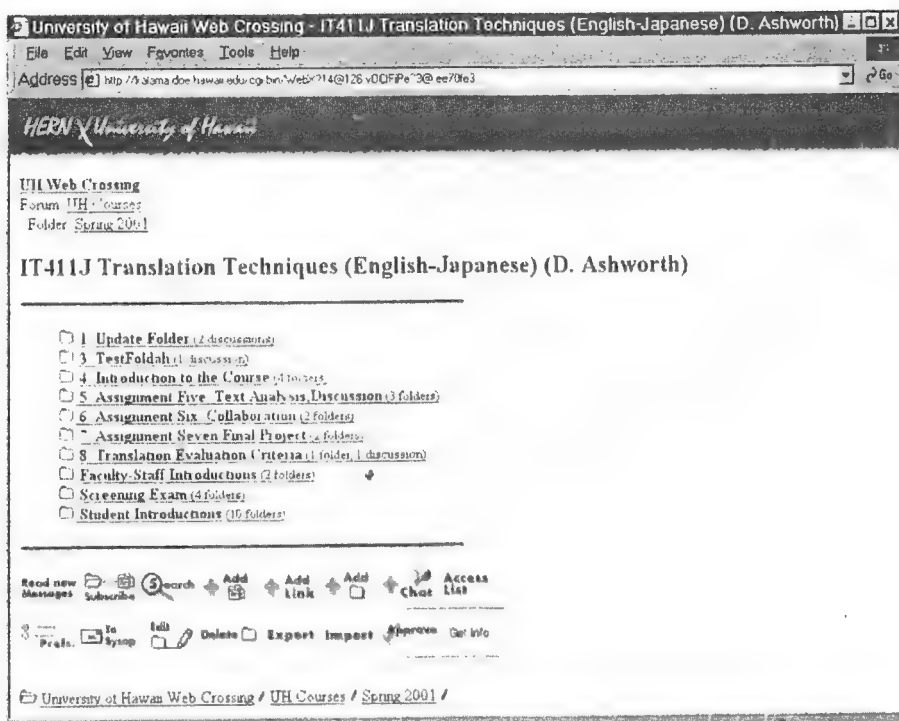 University of Hawaii Web Crossing - IT411J Translation Techniques (English-Japanese) (D. Ashworth)
File Edit View Favorites Tools Help
Address Go
HERN University of Hawaii
UH Web Crossing
Forum UH Courses
Folder Spring 2001
IT411J Translation Techniques (English-Japanese) (D. Ashworth)
1 Update Folder (2 discussions)
3 TestFoldah (1 discussion)
4 Introduction to the Course folders
5 Assignment Five Text Analysis,Discussion (3 folders)
6 Assignment Six Collaboration (2 folders)
7 Assignment Seven Final Project (2 folders)
8 Translation Evaluation Criteria (1 folder, 1 discussion)
Faculty-Staff Introductions (2 folders)
Screening Exam (4 folders)
Student Introductions (10 folders)
Read new Messages Subscribe Search Add Add Link Add Chat Access List
Prefs. To Sysop Edit Delete Export Import Approve Get Info
University of Hawaii Web Crossing / UH Courses / Spring 2001 /